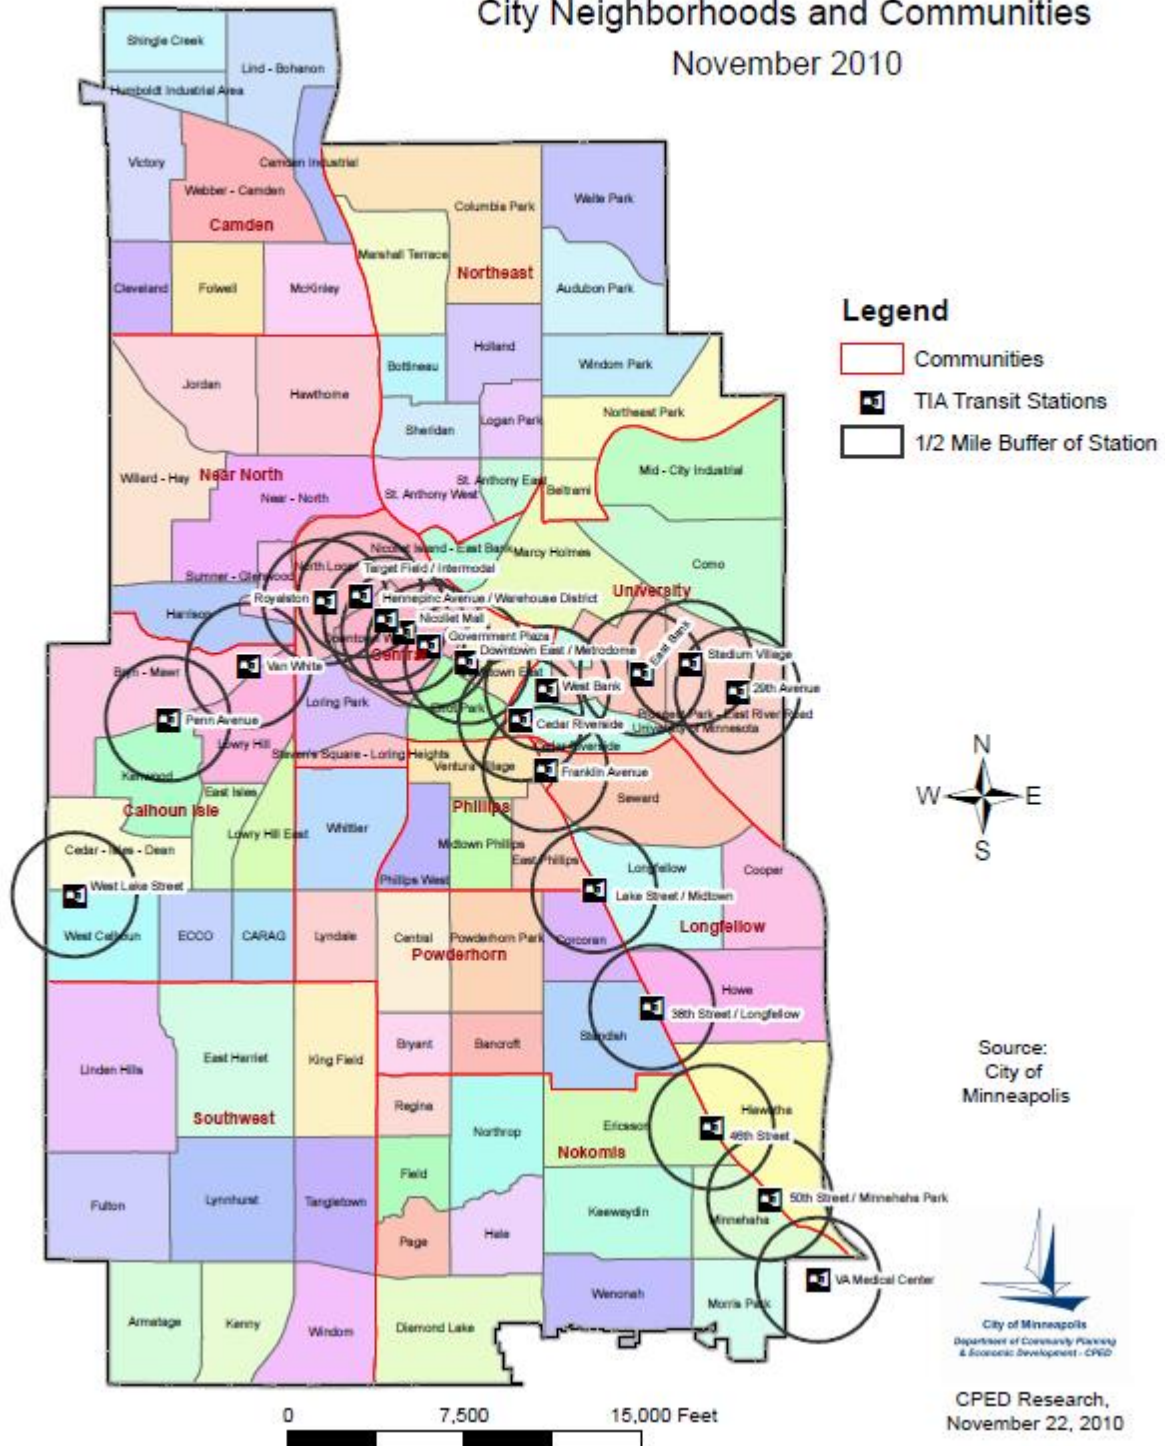 City Neighborhoods and Communities
November 2010
Shingle Creek
Lind - Bohanon
Humboldt Industrial Area
Victory
Camden Industrial
Webber - Camden
Camden
Columbia Park
Waite Park
Marshall Terrace
Northeast
Cleveland
Folwell
McKinley
Audubon Park
Legend
Communities
TIA Transit Stations
1/2 Mile Buffer of Station
Holland
Bottineau
Windom Park
Jordan
Hawthorne
Northeast Park
Sheridan
Logan Park
Mid - City Industrial
Willard - Hay
Near North
Near - North
St. Anthony West
St. Anthony East
Beltrami
Nicollet Island - East Bank
Marcy Holmes
Como
North Loop
Target Field / Intermodal
Sumner - Glenwood
University
Royalston
Hennepinc Avenue / Warehouse District
Harrison
Nicollet Mall
Government Plaza
Downtown W
Central
Downtown East / Metrodome
East Bank
Stadium Village
Bryn - Mawr
Van White
town East
West Bank
29th Avenue
Loring Park
Elliot Park
Penn Avenue
Cedar Riverside
Prospect Park - East River Road
University of Minnesota
Lowry Hill
Steven's Square - Loring Heights
Cedar Riverside
Kenwood
Ventura Village
Franklin Avenue
East Isles
Seward
Calhoun Isle
Phillips
Lowry Hill East
Whittier
Cedar - Isles - Dean
Midtown Phillips
East Phillips
Longfellow
Cooper
Phillips West
West Lake Street
Lake Street / Midtown
West Calhoun
ECCO
CARAG
Lyndale
Central
Powderhorn Park
Corcoran
Longfellow
Powderhorn
Howe
38th Street / Longfellow
Standish
Bryant
Bancroft
Linden Hills
East Harriet
King Field
Source:
City of
Minneapolis
Regina
Southwest
Northrop
Ericsson
Hiawatha
46th Street
Nokomis
Field
Fulton
Lynnhurst
Tangletown
Keewaydin
50th Street / Minnehaha Park
Minnehaha
Page
Hale
VA Medical Center
Wenonah
Morris Park
Armatage
Kenny
Windom
Diamond Lake
N
W
E
S
City of Minneapolis
Department of Community Planning
& Economic Development - CPED
CPED Research,
November 22, 2010
0 7,500 15,000 Feet